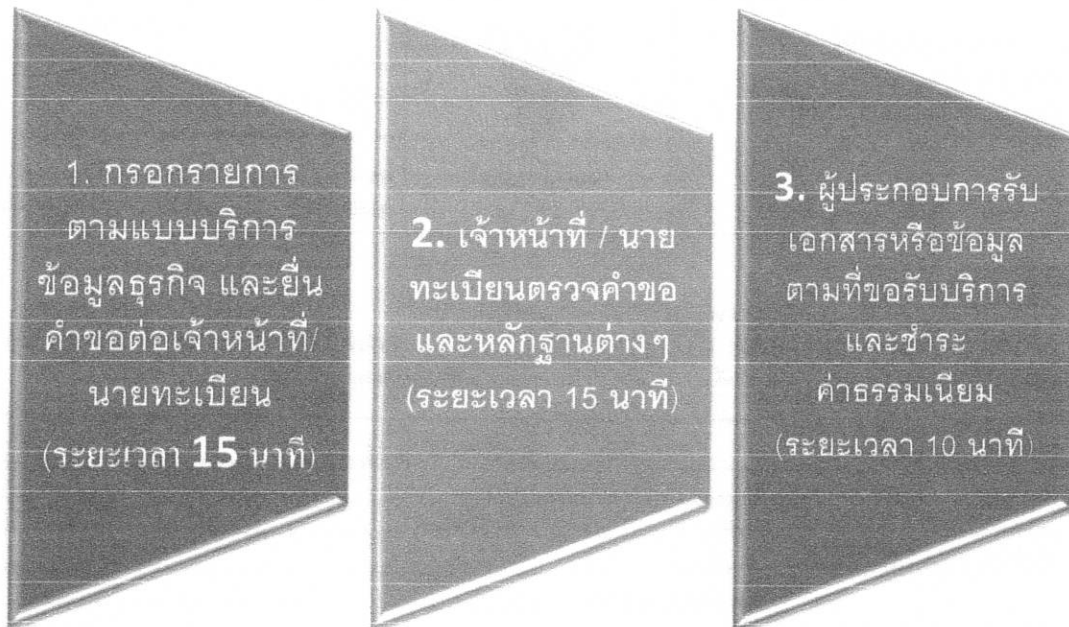 1. กรอกรายการ
ตามแบบบริการ
ข้อมูลธุรกิจ และยื่น
คำขอต่อเจ้าหน้าที่/
นายทะเบียน
(ระยะเวลา 15 นาที)
2. เจ้าหน้าที่ / นาย
ทะเบียนตรวจคำขอ
และหลักฐานต่างๆ
(ระยะเวลา 15 นาที)
3. ผู้ประกอบการรับ
เอกสารหรือข้อมูล
ตามที่ขอรับบริการ
และชำระ
ค่าธรรมเนียม
(ระยะเวลา 10 นาที)